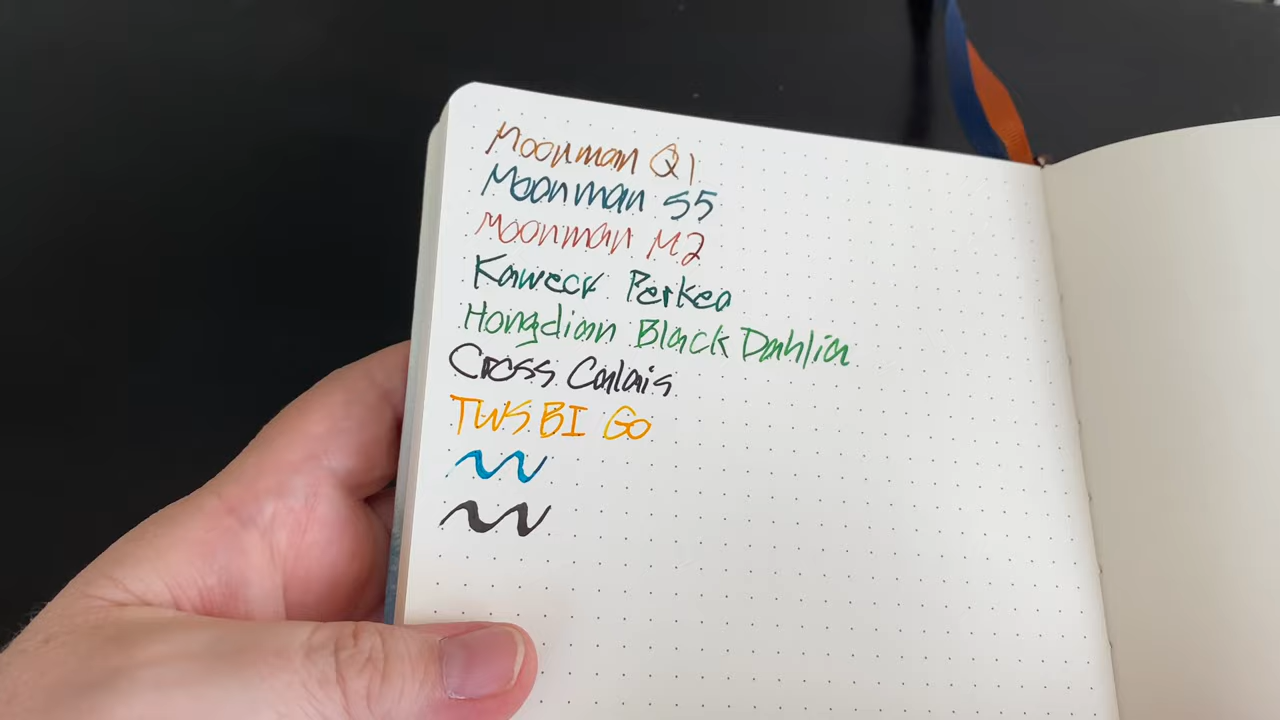 Moonman Q1
Moonman S5
Moonman M2
Kaweco Perkeo
Hongdian Black Dahlia
Cross Calais
TWSBI Go